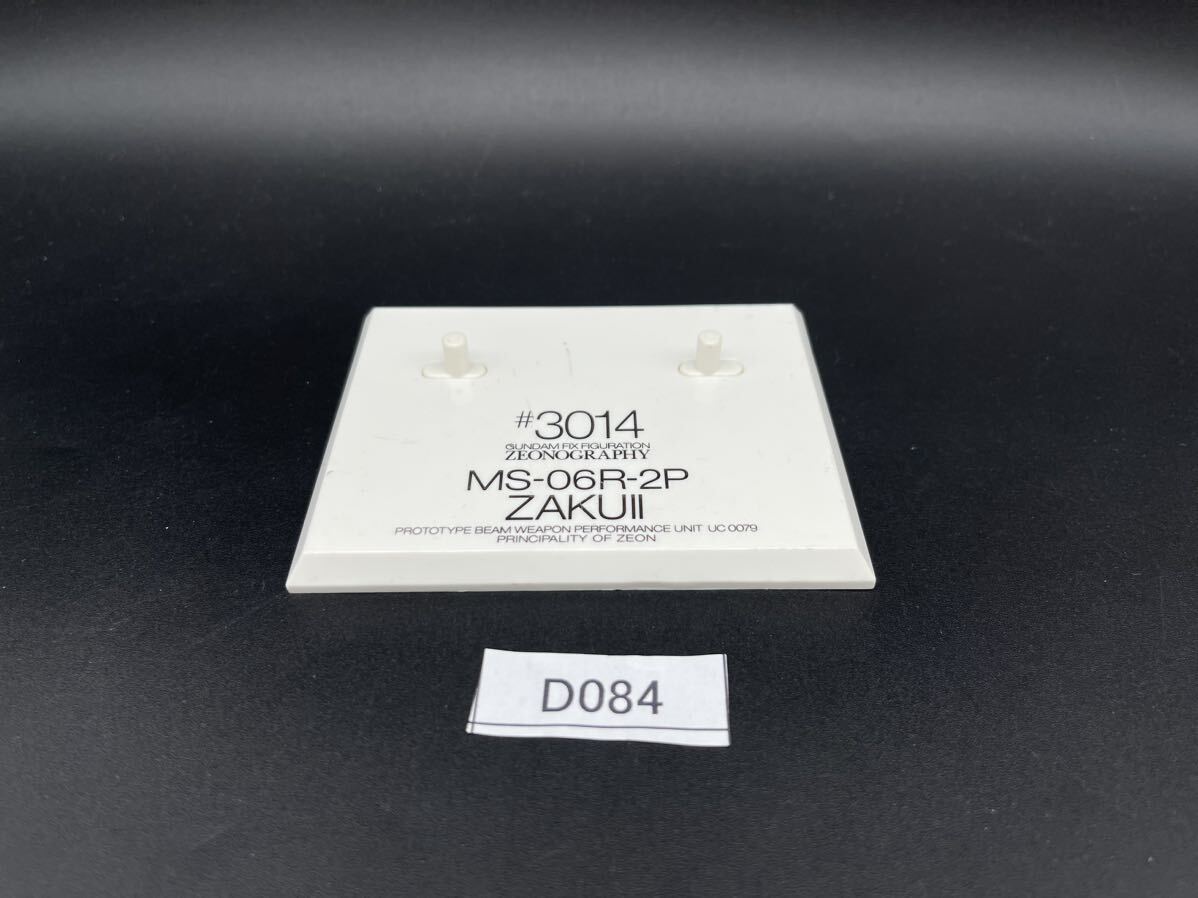 #3014
GUNDAM FIX FIGURATION
ZEONOGRAPHY
MS-06R-2P
ZAKUII
PROTOTYPE BEAM WEAPON PERFORMANCE UNIT UC 0079
PRINCIPALITY OF ZEON
D084